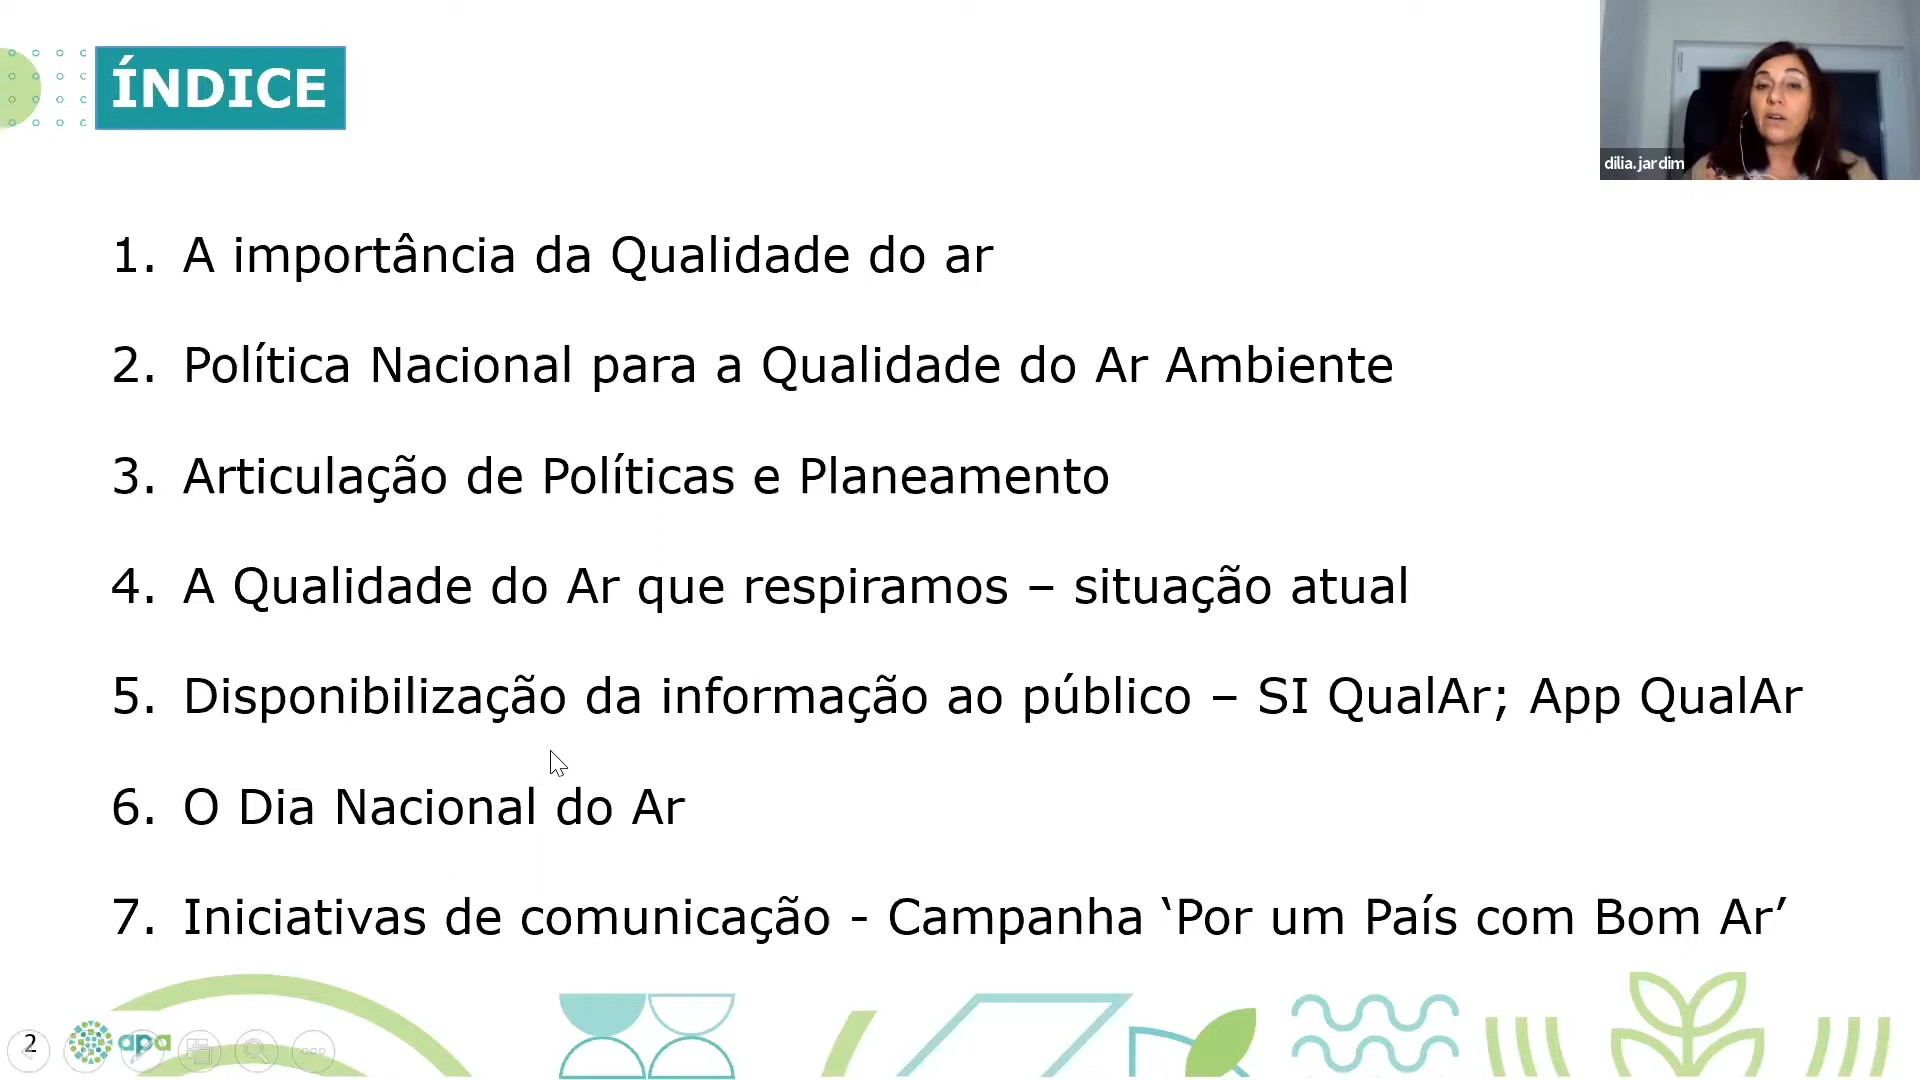 ÍNDICE
dilia.jardim
1. A importância da Qualidade do ar
2. Política Nacional para a Qualidade do Ar Ambiente
3. Articulação de Políticas e Planeamento
4. A Qualidade do Ar que respiramos – situação atual
5. Disponibilização da informação ao público – SI QualAr; App QualAr
6. O Dia Nacional do Ar
7. Iniciativas de comunicação - Campanha ‘Por um País com Bom Ar’
2
apa